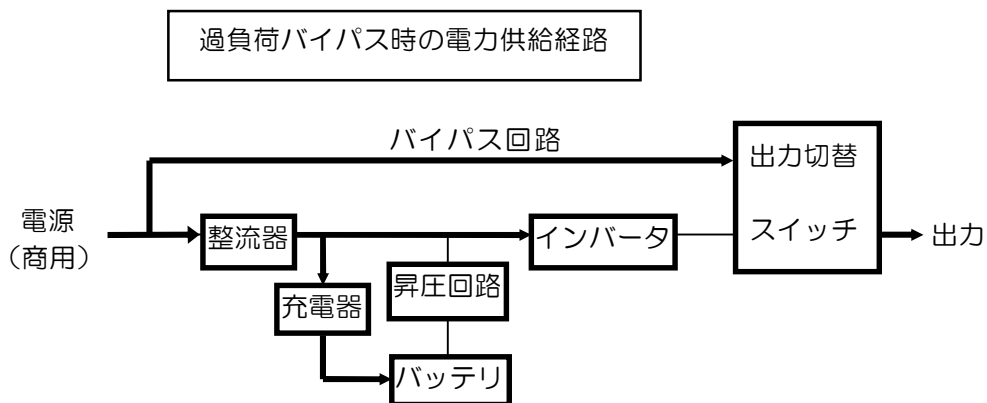 過負荷バイパス時の電力供給経路
バイパス回路
出力切替
スイッチ
電源
（商用）
整流器
インバータ
出力
充電器
昇圧回路
バッテリ